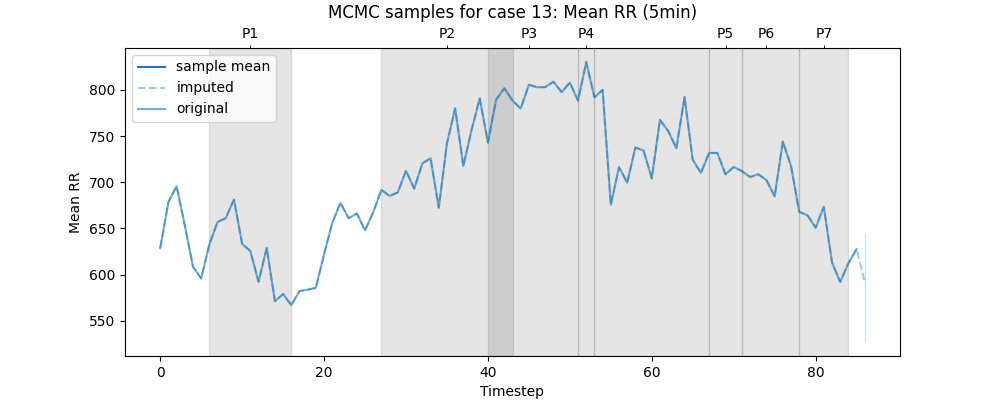 MCMC samples for case 13: Mean RR (5min)
P1 P2 P3 P4 P5 P6 P7
sample mean
imputed
original
800
750
700
650
600
550
Mean RR
0 20 40 60 80
Timestep